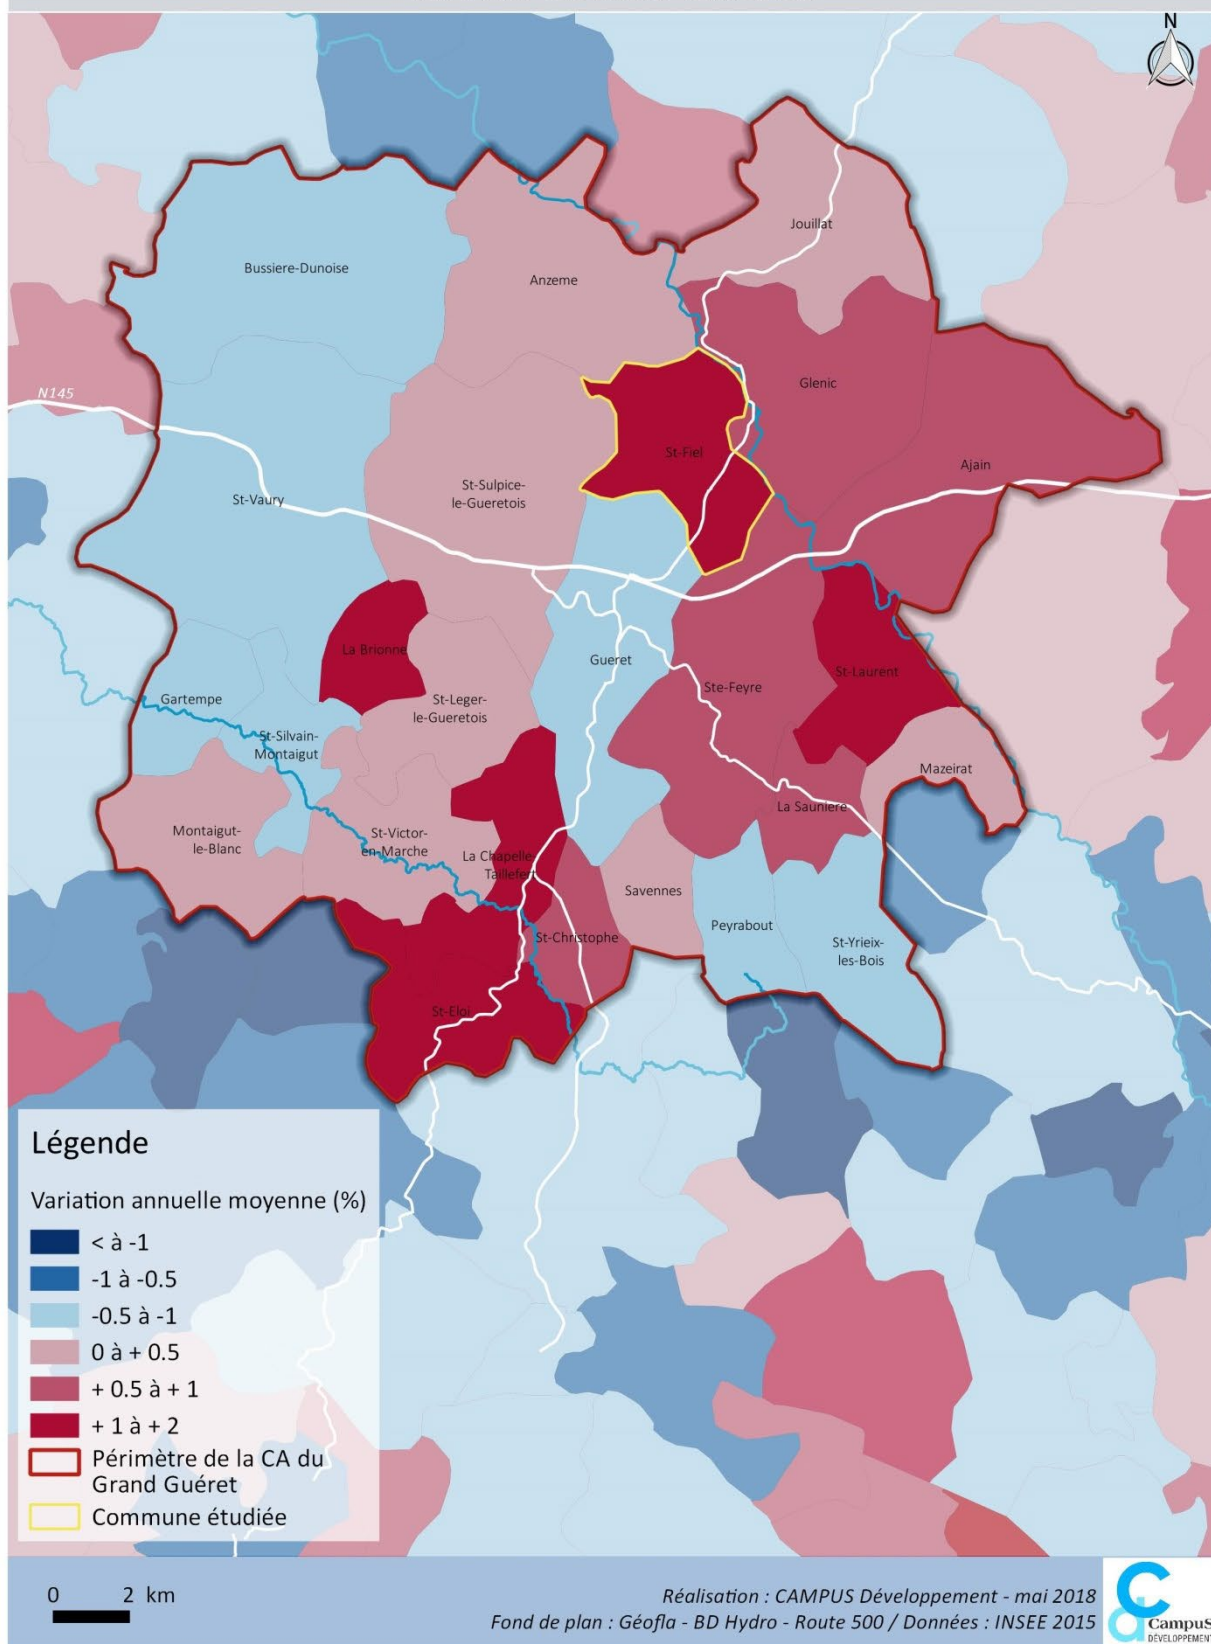 N
Jouillat
Bussiere-Dunoise
Anzeme
Glenic
N145
St-Fiel
Ajain
St-Sulpice-
le-Gueretois
St-Vaury
La Brionne
Gueret
St-Laurent
Ste-Feyre
Gartempe
St-Leger-
le-Gueretois
St-Silvain-
Montaigut
Mazeirat
La Sauniere
Montaigut-
le-Blanc
St-Victor-
en-Marche
La Chapelle-
Taillefert
Savennes
Peyrabout
St-Christophe
St-Yrieix-
les-Bois
St-Eloi
Légende
Variation annuelle moyenne (%)
< à -1
-1 à -0.5
-0.5 à -1
0 à + 0.5
+ 0.5 à + 1
+ 1 à + 2
Périmètre de la CA du
Grand Guéret
Commune étudiée
0 2 km
Réalisation : CAMPUS Développement - mai 2018
Fond de plan : Géofla - BD Hydro - Route 500 / Données : INSEE 2015
CampuS
DÉVELOPPEMENT